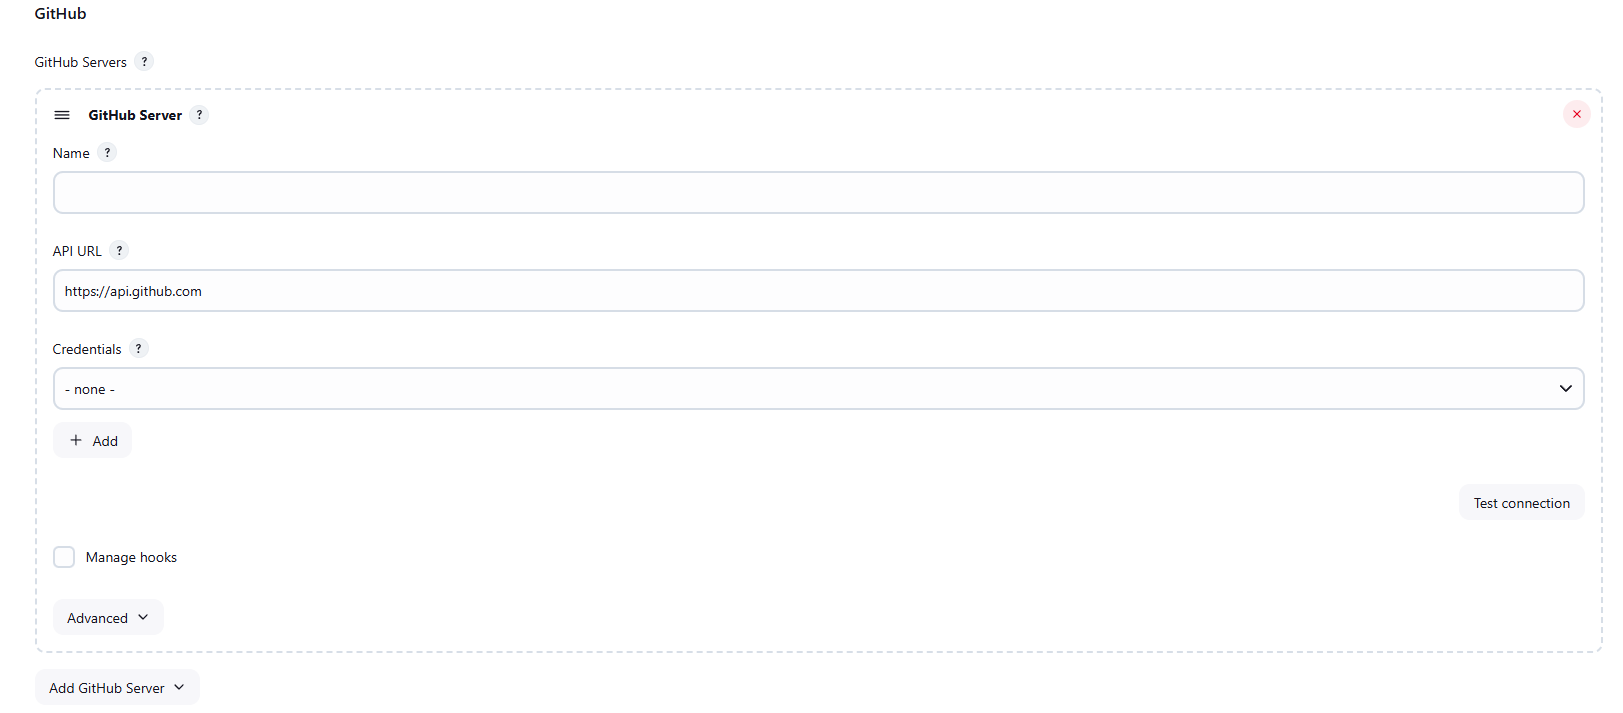 GitHub
GitHub Servers ?
GitHub Server ?
Name ?
API URL ?
https://api.github.com
Credentials ?
- none -
+ Add
Test connection
Manage hooks
Advanced
Add GitHub Server